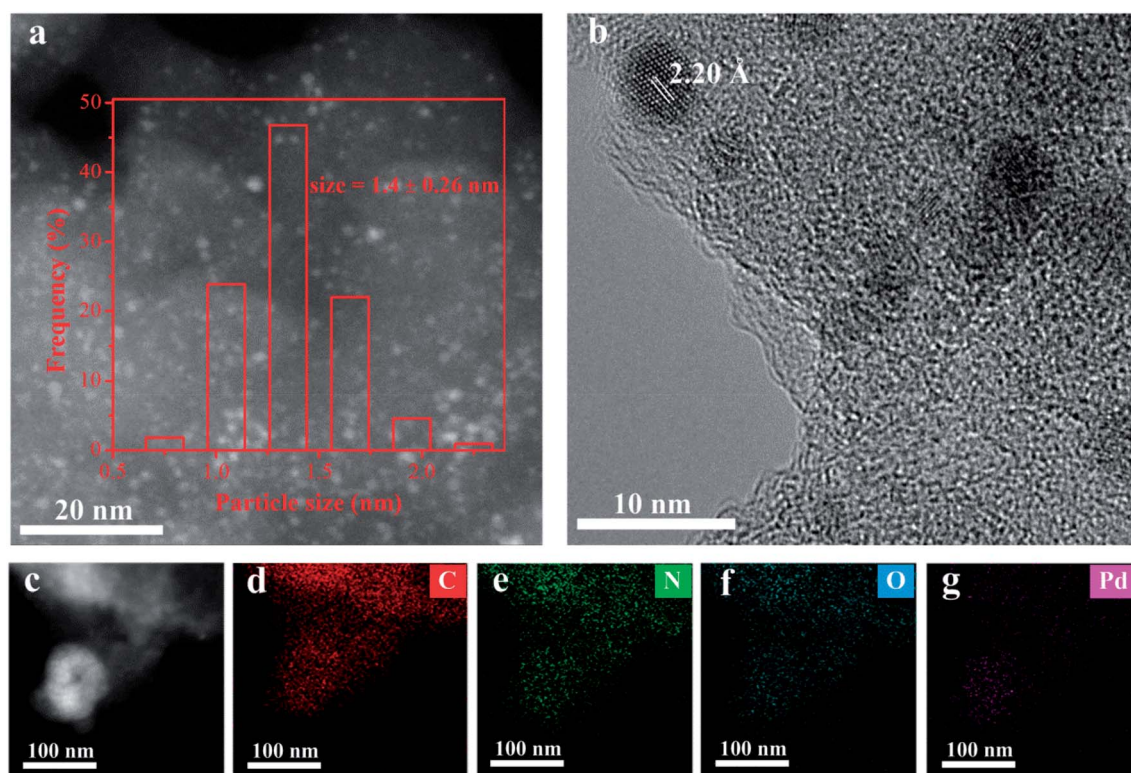 a
50
40
30
20
10
0
Frequency (%)
size = 1.4 ± 0.26 nm
0.5
1.0
1.5
2.0
Particle size (nm)
20 nm
b
2.20 Å
10 nm
c
100 nm
d
C
100 nm
e
N
100 nm
f
O
100 nm
g
Pd
100 nm